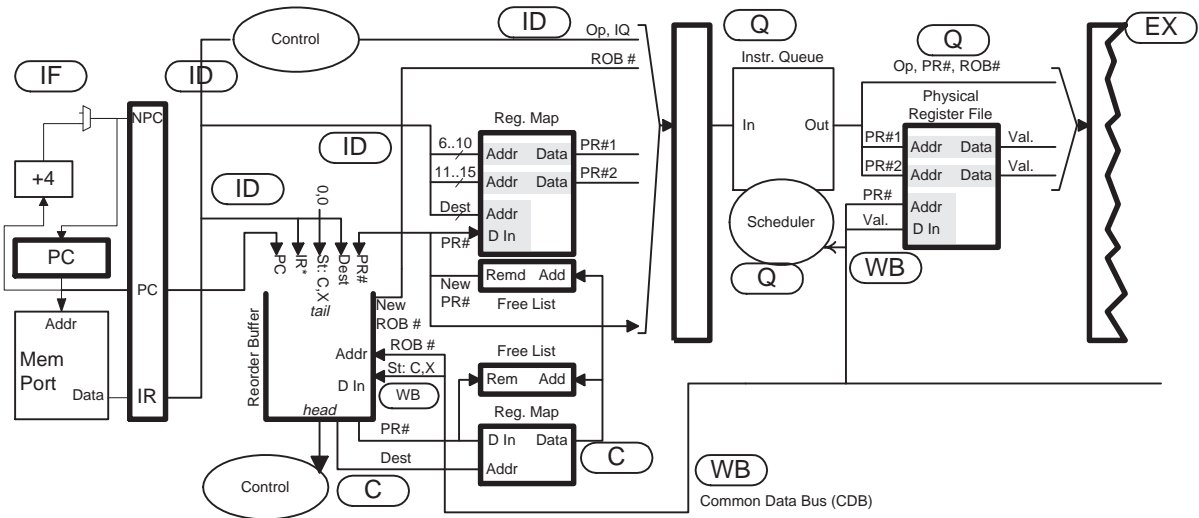 ID
Q
EX
Control
Op, IQ
ROB #
Instr. Queue
Q
Op, PR#, ROB#
IF
ID
NPC
Reg. Map
Physical
Register File
In
Out
6..10
Addr
Data
PR#1
11..15
Addr
Data
PR#2
PR#1
Addr
Data
Val.
PR#2
Addr
Data
Val.
ID
+4
ID
0,0
Dest
Addr
D In
PR#
Scheduler
PR#
Addr
Val.
D In
PC
PC
IR*
St: C,X
Dest
PR#
tail
Remd
Add
New
PR#
Free List
Q
WB
PC
Addr
Mem
Port
Data
IR
Reorder Buffer
New
ROB #
ROB #
Addr
St: C,X
D In
WB
head
Free List
Rem
Add
Reg. Map
PR#
D In
Data
Dest
Addr
C
Control
C
WB
Common Data Bus (CDB)